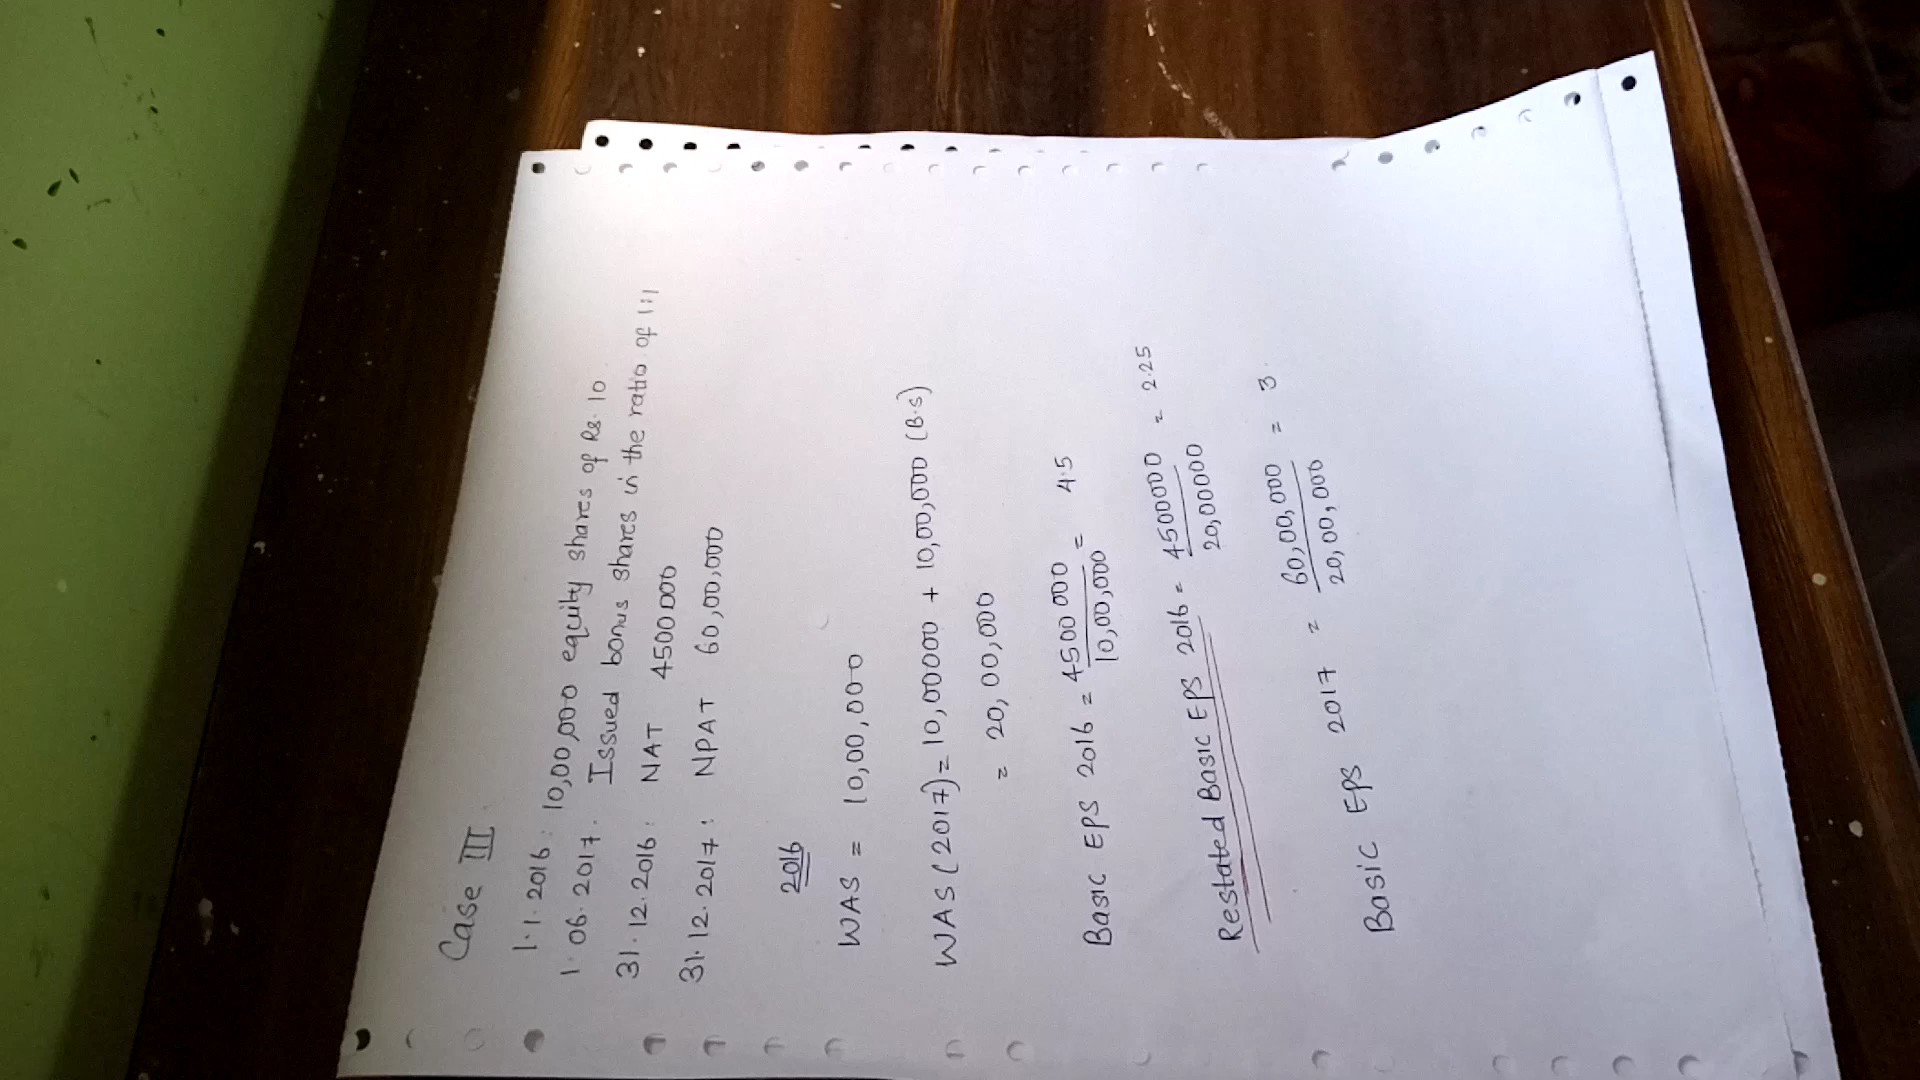 Case III
1.1.2016: 10,00,000 equity shares of Rs. 10
1.06.2017. Issued bonus shares in the ratio of 1:1
31.12.2016: NAT 4500000
31.12.2017: NPAT 60,00,000
2016
WAS = 10,00,000
WAS (2017) = 10,00000 + 10,00,000 (B.S)
= 20,00,000
Basic EPS 2016 = 4500 000 / 10,00,000 = 4.5
Restated Basic EPS 2016 = 4500000 / 20,00000 = 2.25
Basic EPS 2017 = 60,00,000 / 20,00,000 = 3.